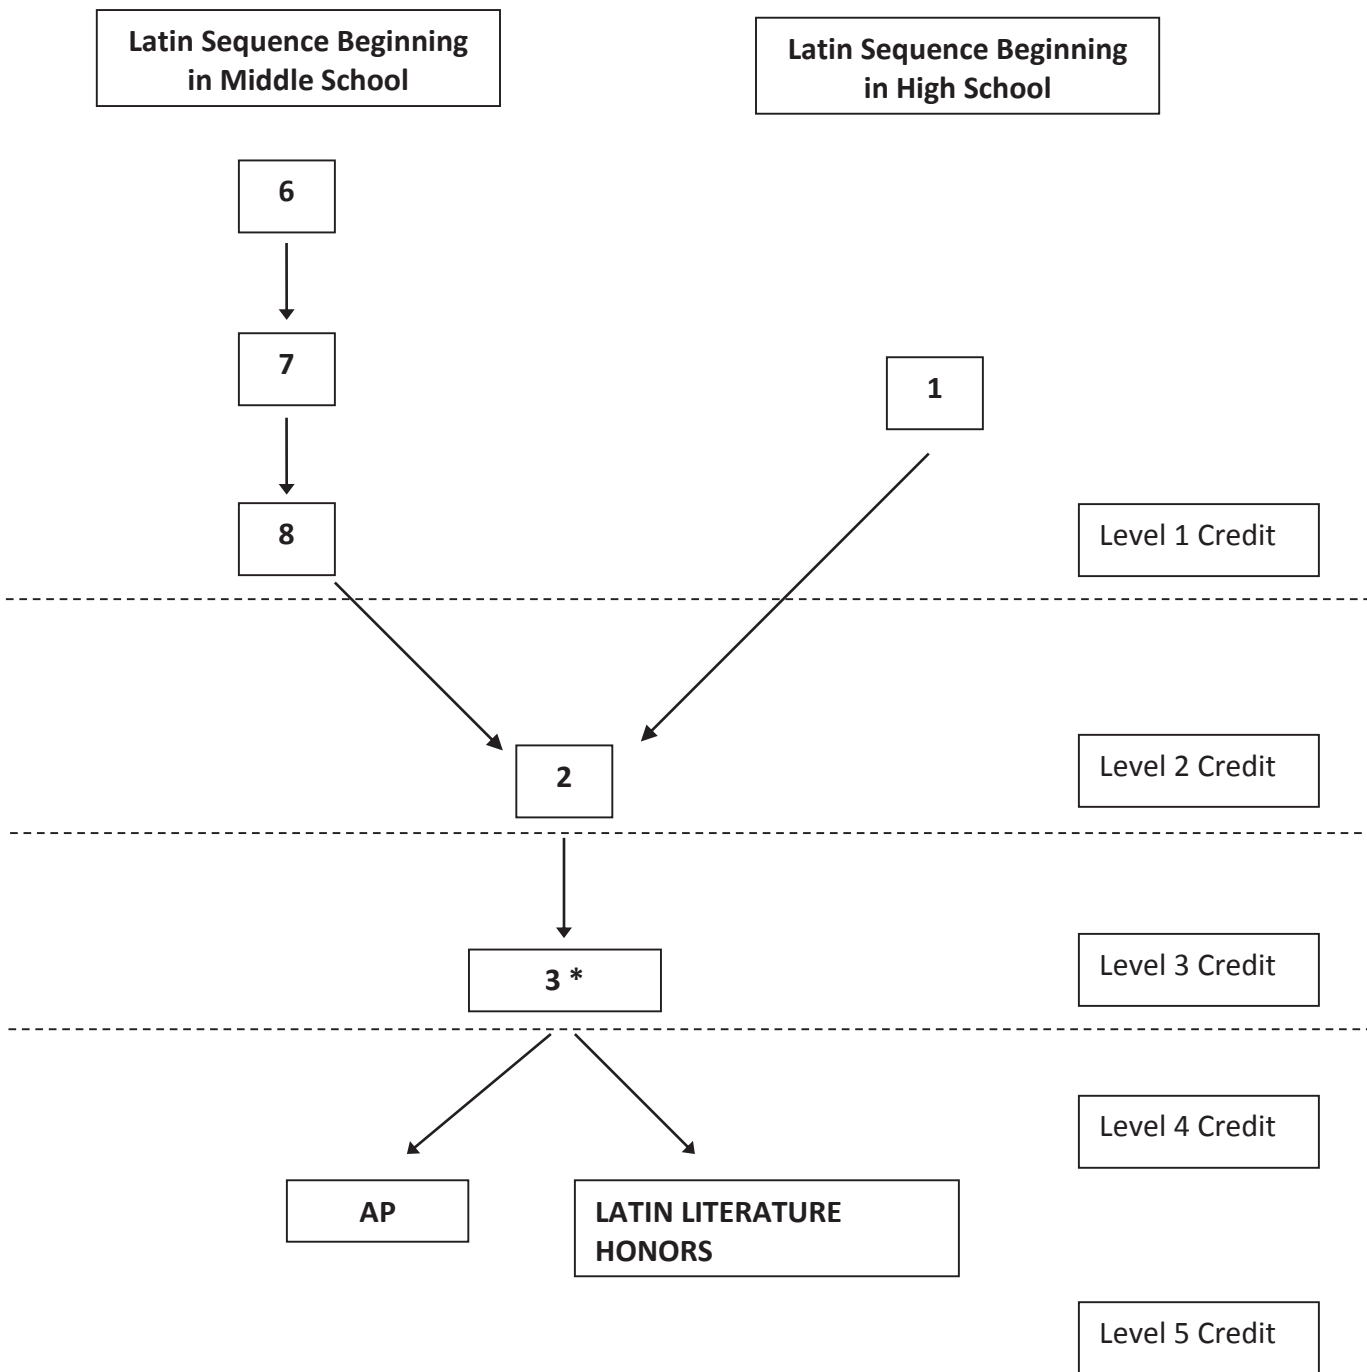 Latin Sequence Beginning
in Middle School
Latin Sequence Beginning
in High School
6
7
1
8
Level 1 Credit
2
Level 2 Credit
3 *
Level 3 Credit
Level 4 Credit
AP
LATIN LITERATURE
HONORS
Level 5 Credit